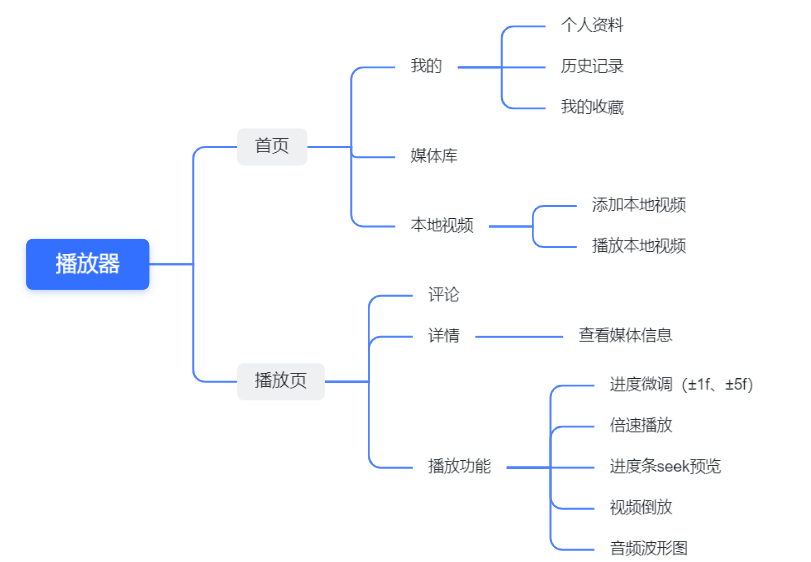 播放器
首页
我的
个人资料
历史记录
我的收藏
媒体库
本地视频
添加本地视频
播放本地视频
播放页
评论
详情
查看媒体信息
播放功能
进度微调（±1f、±5f）
倍速播放
进度条seek预览
视频倒放
音频波形图